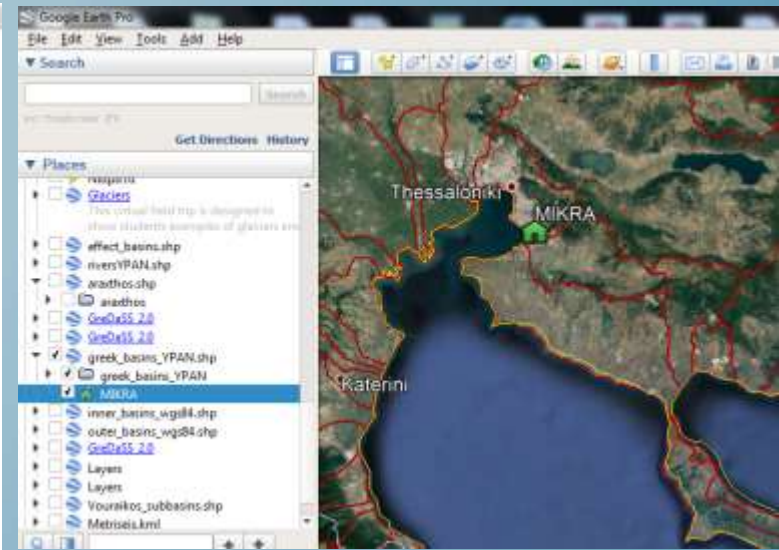 Google Earth Pro
File Edit View Tools Add Help
Search
Search
Get Directions History
Places
Glaciers
This virtual field trip is designed to
show students examples of glaciers
effect_basins.shp
riversYPAN.shp
araxthos.shp
araxthos
GreDaSS 2.0
GreDaSS 2.0
greek_basins_YPAN.shp
greek_basins_YPAN
MIKRA
inner_basins_wgs84.shp
outer_basins_wgs84.shp
GreDaSS 2.0
Layers
Layers
Vouraikos_subbasins.shp
Metriseis.kml
Thessaloniki
MIKRA
Katerini